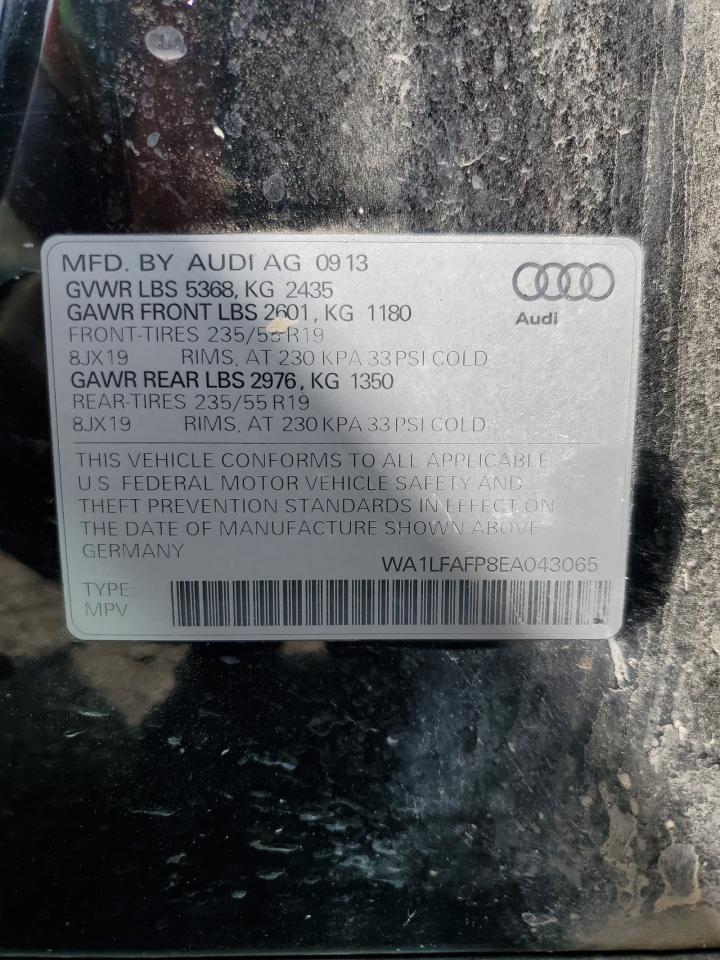 MFD. BY AUDI AG 09 13
GVWR LBS 5368, KG 2435
GAWR FRONT LBS 2601, KG 1180
FRONT-TIRES 235/55 R19
8JX19 RIMS, AT 230 KPA 33 PSI COLD
GAWR REAR LBS 2976, KG 1350
REAR-TIRES 235/55 R19
8JX19 RIMS, AT 230 KPA 33 PSI COLD
Audi
THIS VEHICLE CONFORMS TO ALL APPLICABLE
U.S. FEDERAL MOTOR VEHICLE SAFETY AND
THEFT PREVENTION STANDARDS IN EFFECT ON
THE DATE OF MANUFACTURE SHOWN ABOVE
GERMANY
WA1LFAFP8EA043065
TYPE:
MPV